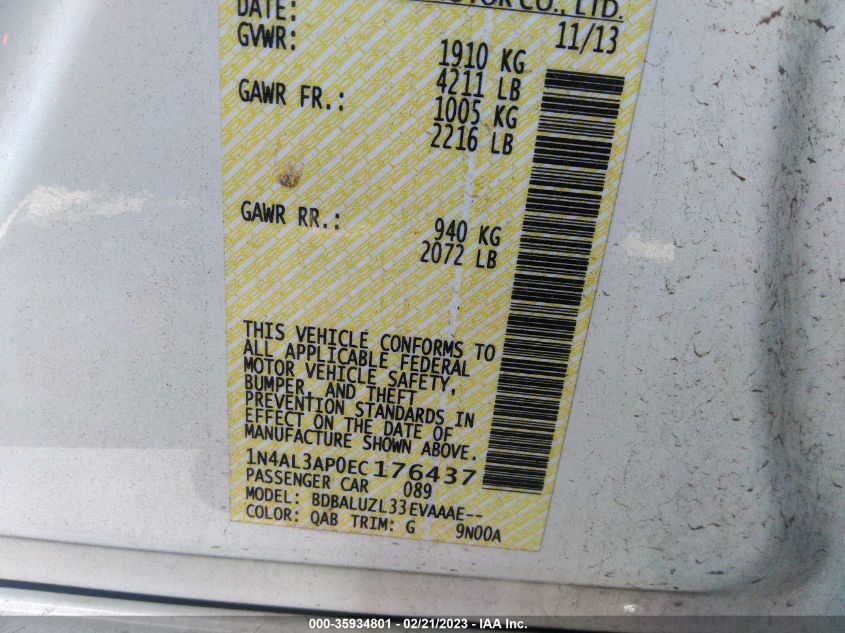 MOTOR CO., LTD.
DATE: 11/13
GVWR: 1910 KG
4211 LB
GAWR FR.: 1005 KG
2216 LB
GAWR RR.: 940 KG
2072 LB
THIS VEHICLE CONFORMS TO
ALL APPLICABLE FEDERAL
MOTOR VEHICLE SAFETY,
BUMPER, AND THEFT
PREVENTION STANDARDS IN
EFFECT ON THE DATE OF
MANUFACTURE SHOWN ABOVE.
1N4AL3AP0EC176437
PASSENGER CAR 089
MODEL: BDBALUZL33EVAAAE--
COLOR: QAB TRIM: G 9N00A
000-35934801 - 02/21/2023 - IAA Inc.